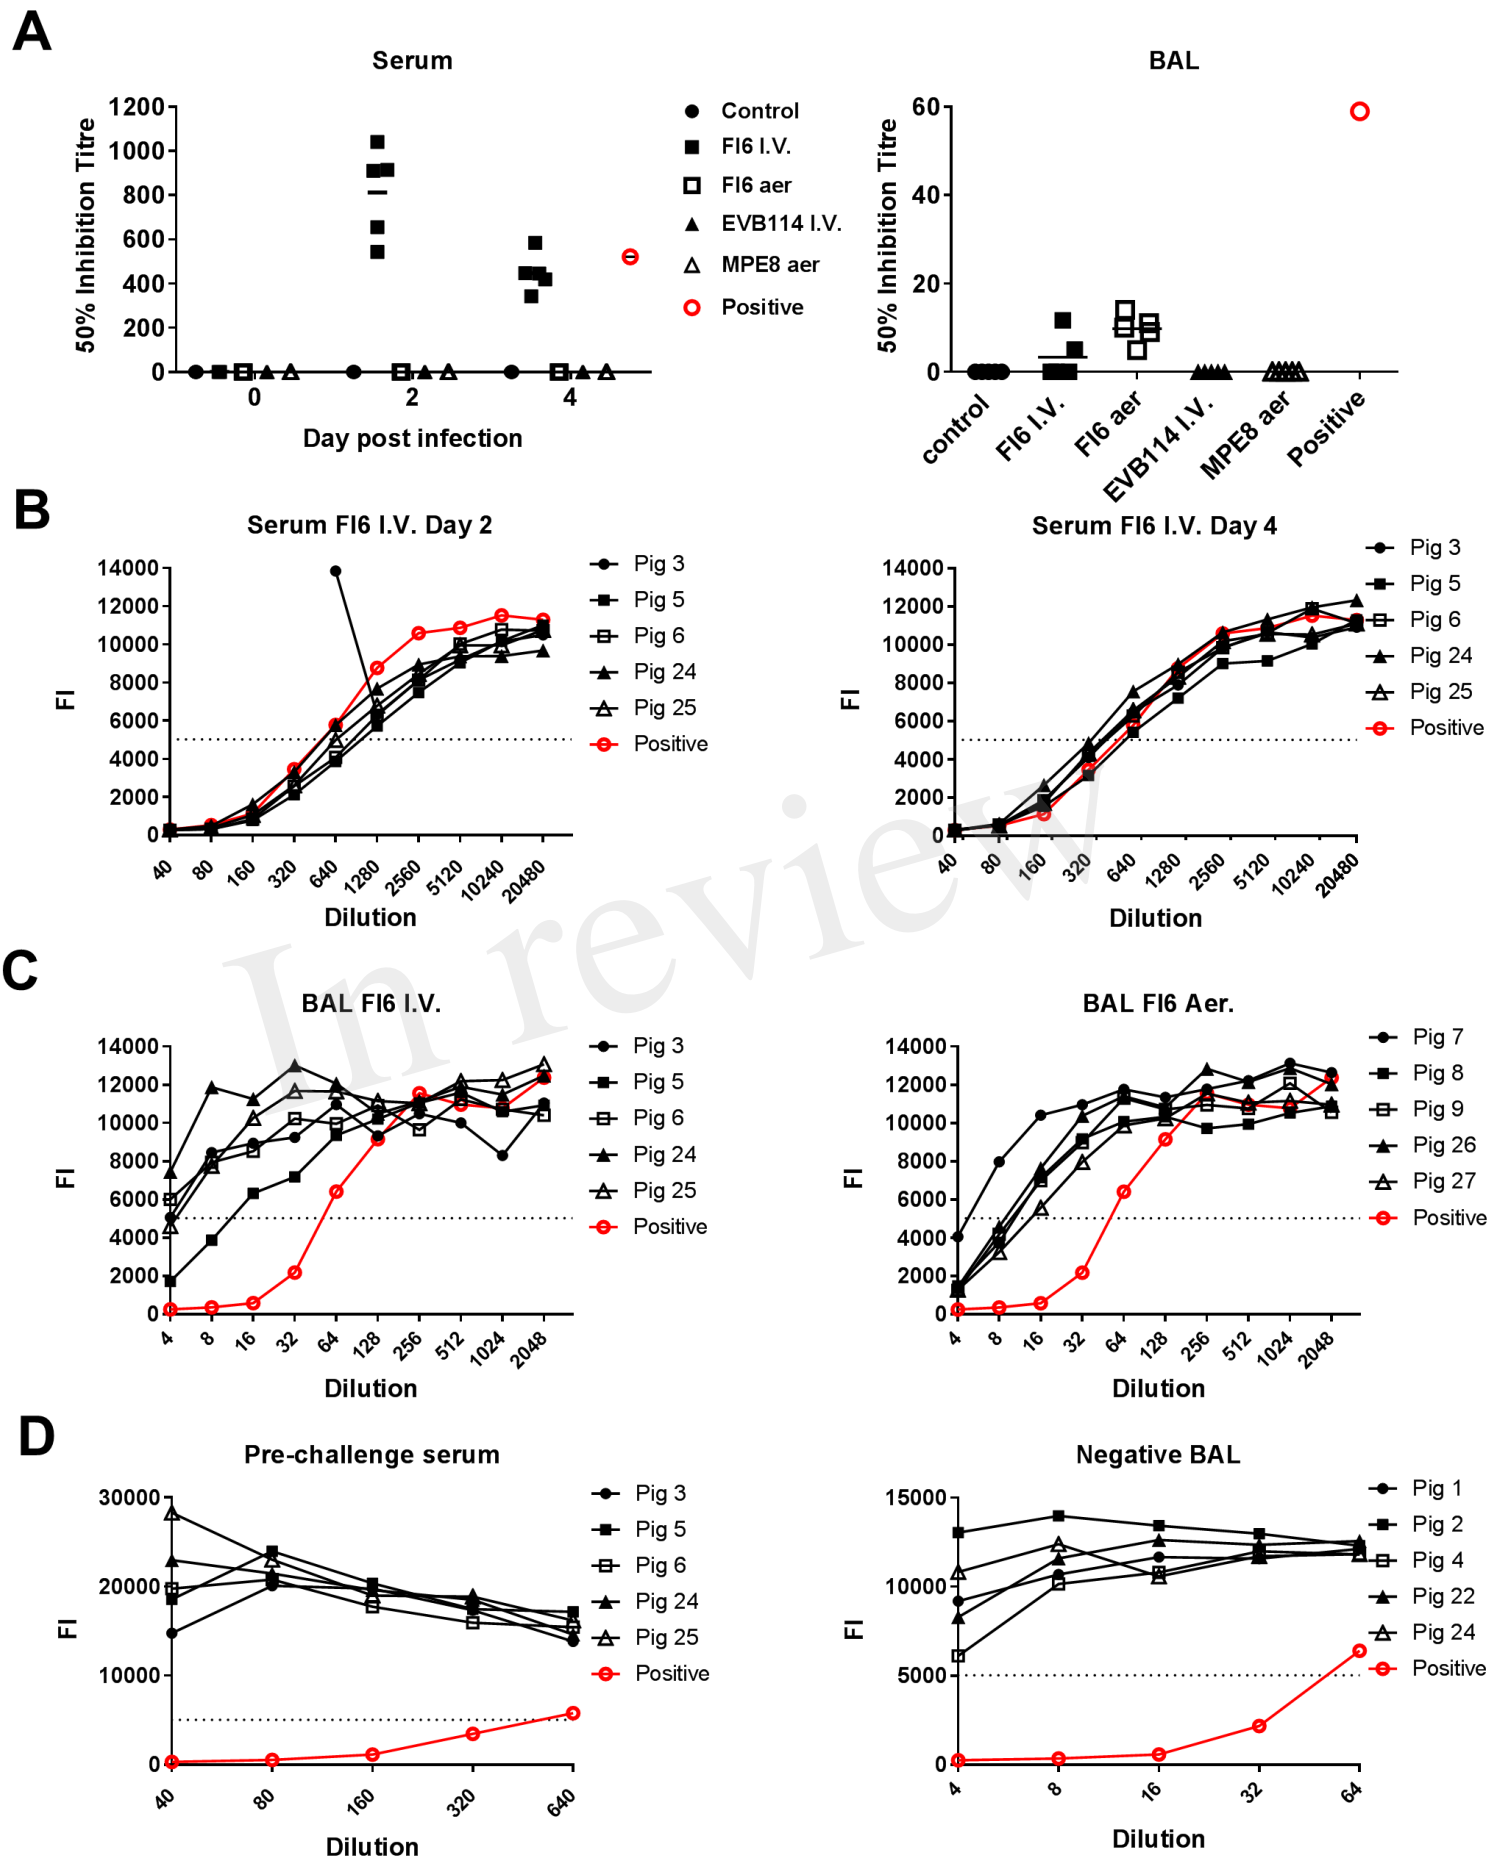 A
Serum
BAL
50% Inhibition Titre
1200
1000
800
600
400
200
0
0
2
4
Day post infection
Control
FI6 I.V.
FI6 aer
EVB114 I.V.
MPE8 aer
Positive
50% Inhibition Titre
60
40
20
0
control
FI6 I.V.
FI6 aer
EVB114 I.V.
MPE8 aer
Positive
B
Serum FI6 I.V. Day 2
FI
14000
12000
10000
8000
6000
4000
2000
0
40
80
160
320
640
1280
2560
5120
10240
20480
Dilution
Pig 3
Pig 5
Pig 6
Pig 24
Pig 25
Positive
Serum FI6 I.V. Day 4
FI
14000
12000
10000
8000
6000
4000
2000
0
40
80
160
320
640
1280
2560
5120
10240
20480
Dilution
Pig 3
Pig 5
Pig 6
Pig 24
Pig 25
Positive
In review
C
BAL FI6 I.V.
FI
14000
12000
10000
8000
6000
4000
2000
0
4
8
16
32
64
128
256
512
1024
2048
Dilution
Pig 3
Pig 5
Pig 6
Pig 24
Pig 25
Positive
BAL FI6 Aer.
FI
14000
12000
10000
8000
6000
4000
2000
0
4
8
16
32
64
128
256
512
1024
2048
Dilution
Pig 7
Pig 8
Pig 9
Pig 26
Pig 27
Positive
D
Pre-challenge serum
FI
30000
20000
10000
0
40
80
160
320
640
Dilution
Pig 3
Pig 5
Pig 6
Pig 24
Pig 25
Positive
Negative BAL
FI
15000
10000
5000
0
4
8
16
32
64
Dilution
Pig 1
Pig 2
Pig 4
Pig 22
Pig 24
Positive